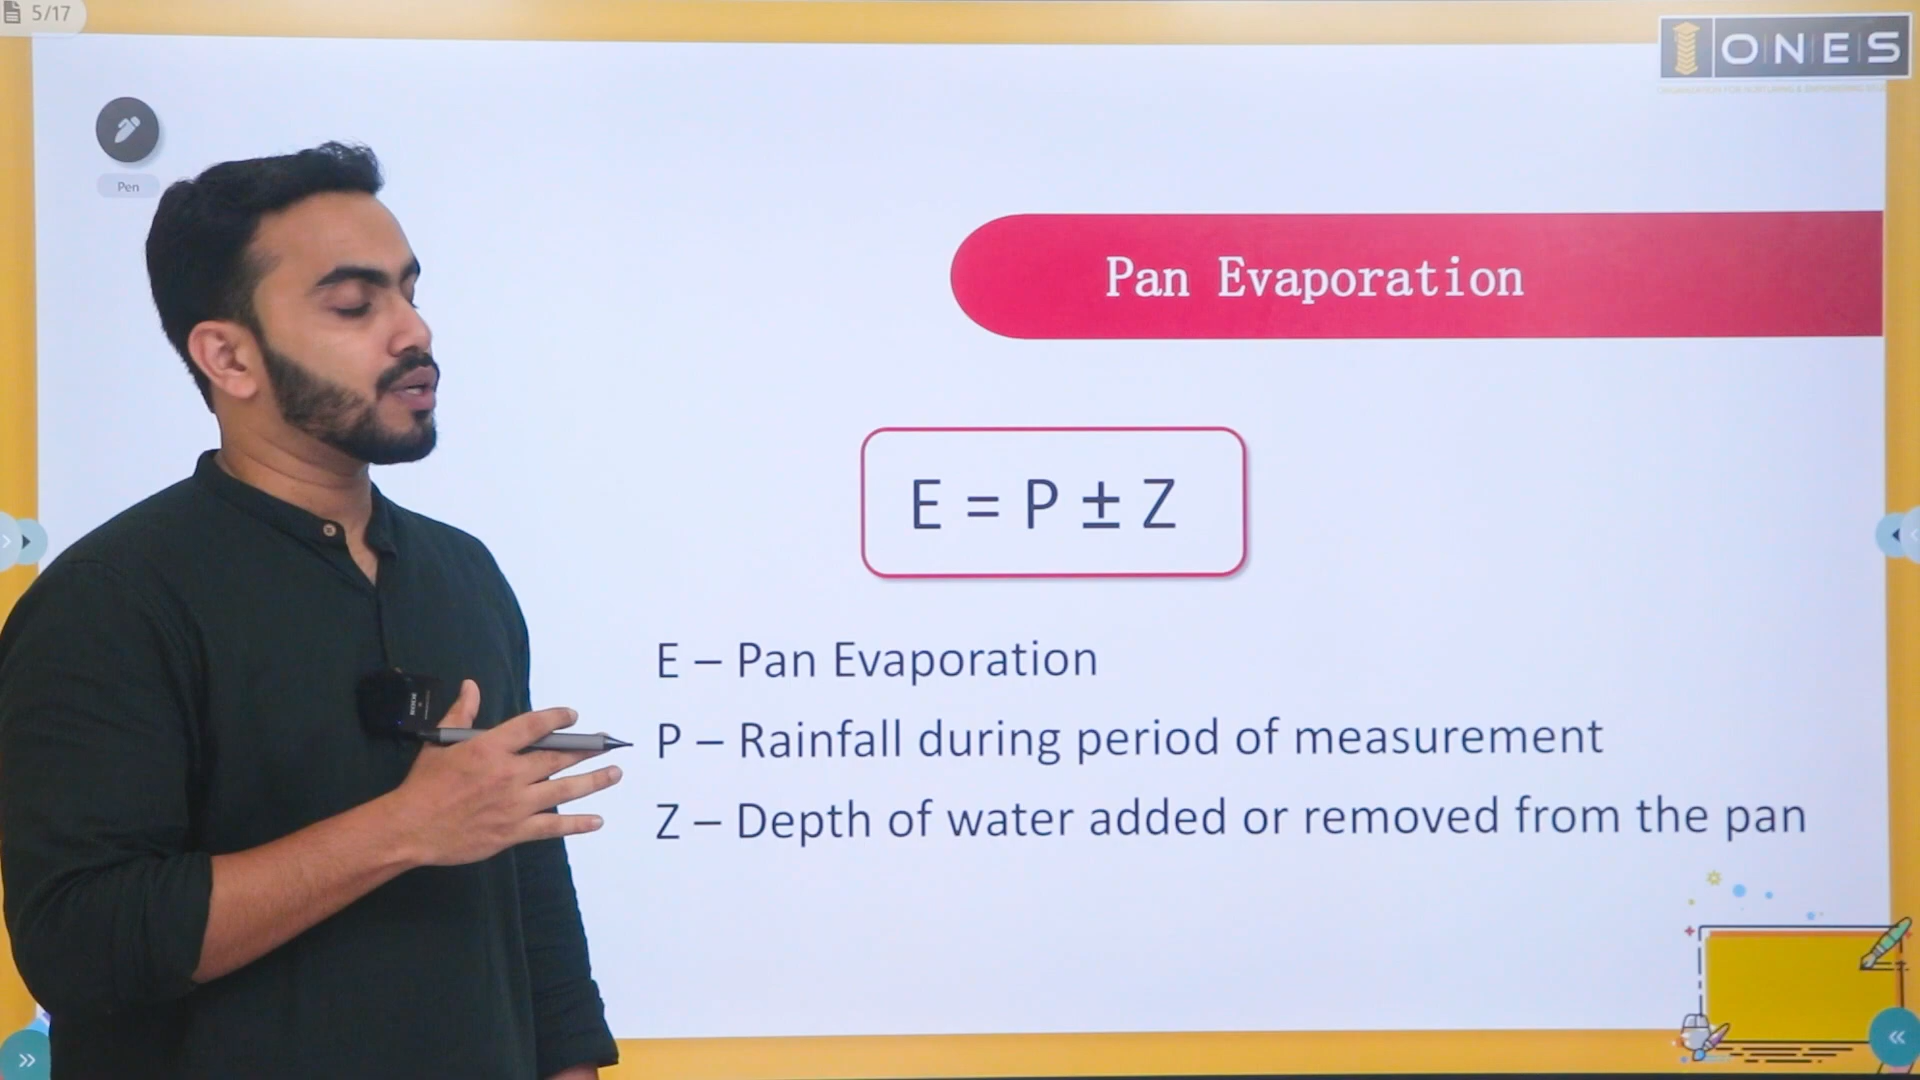 5/17
ONES
Pen
Pan Evaporation
E = P ± Z
E – Pan Evaporation
P – Rainfall during period of measurement
Z – Depth of water added or removed from the pan